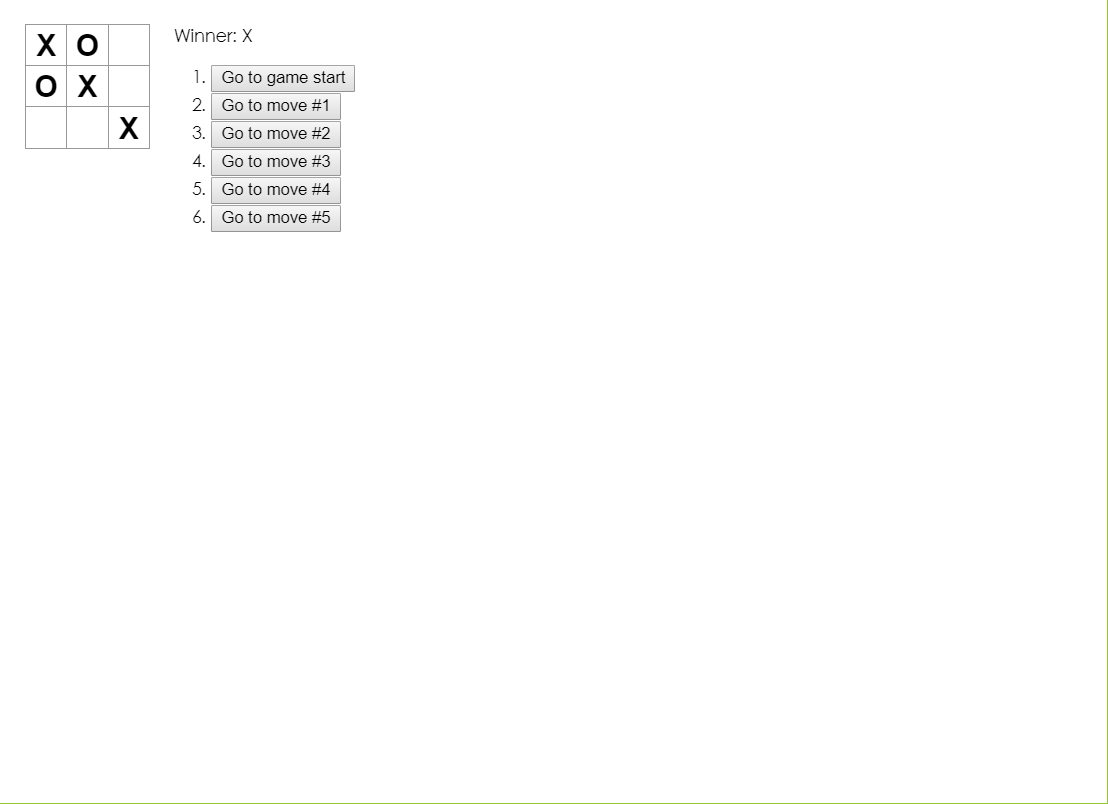 X O
O X
X
Winner: X
1. Go to game start
2. Go to move #1
3. Go to move #2
4. Go to move #3
5. Go to move #4
6. Go to move #5